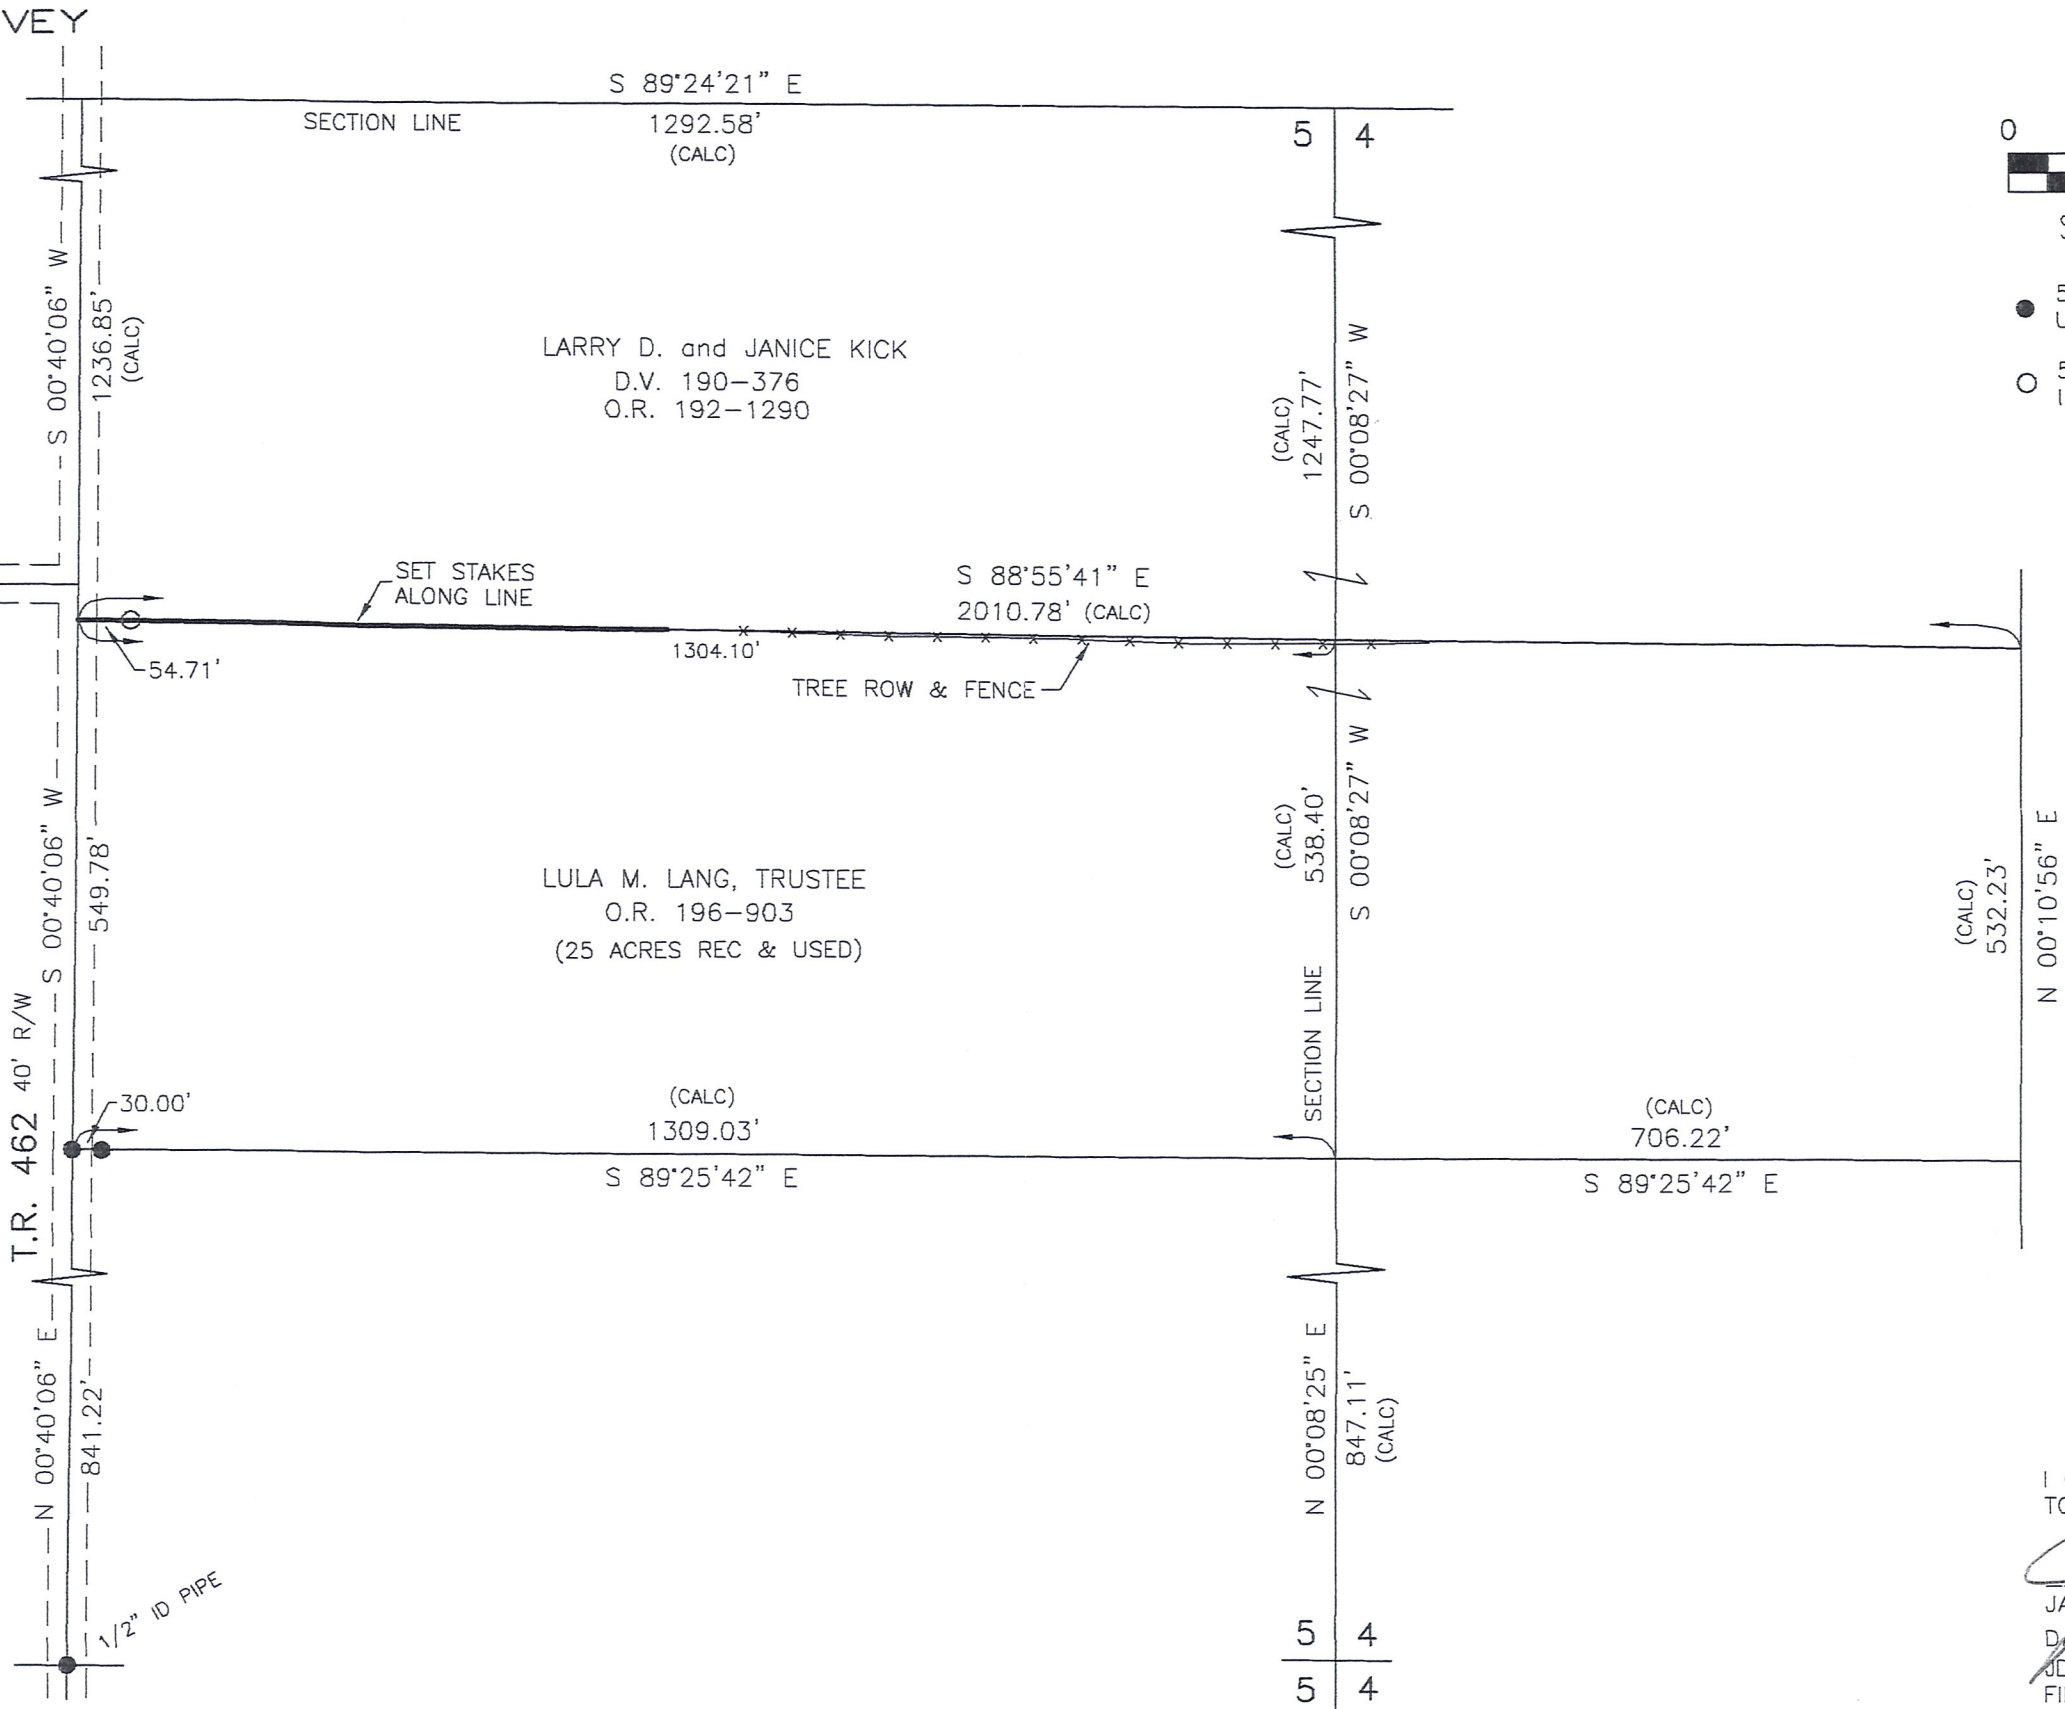 VEY
S 89°24'21" E
SECTION LINE
1292.58'
(CALC)
5 4
0
S 00°40'06" W
1236.85'
(CALC)
LARRY D. and JANICE KICK
D.V. 190-376
O.R. 192-1290
(CALC)
1247.77'
S 00°08'27" W
SET STAKES
ALONG LINE
S 88°55'41" E
2010.78' (CALC)
54.71'
1304.10'
TREE ROW & FENCE
S 00°40'06" W
549.78'
LULA M. LANG, TRUSTEE
O.R. 196-903
(25 ACRES REC & USED)
(CALC)
538.40'
S 00°08'27" W
SECTION LINE
(CALC)
532.23'
N 00°10'56" E
T.R. 462 40' R/W
30.00'
(CALC)
1309.03'
S 89°25'42" E
(CALC)
706.22'
S 89°25'42" E
N 00°40'06" E
841.22'
N 00°08'25" E
847.11'
(CALC)
1/2" ID PIPE
5 4
5 4
I
TO
JA
JD
FI